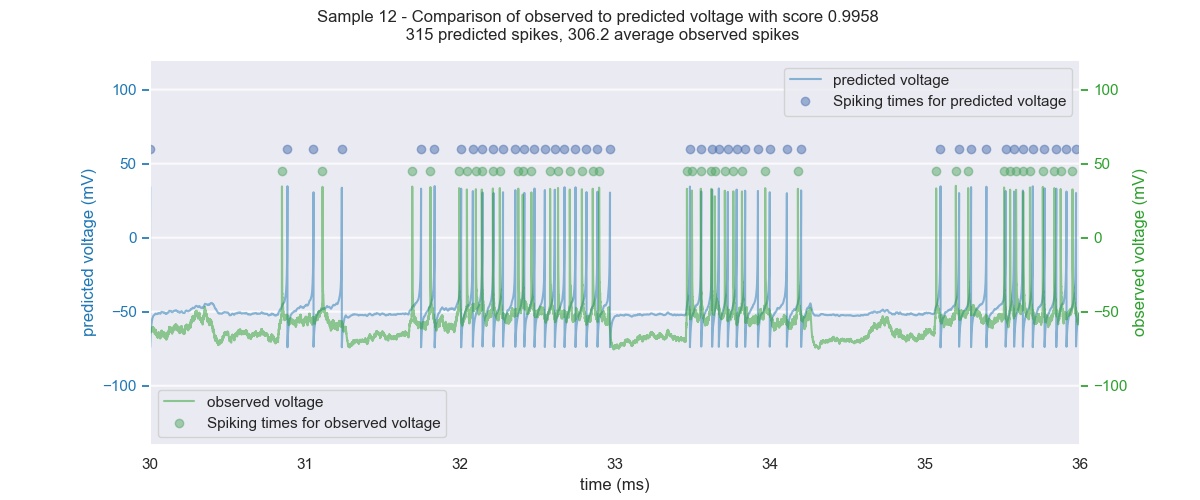 Sample 12 - Comparison of observed to predicted voltage with score 0.9958
315 predicted spikes, 306.2 average observed spikes
predicted voltage
Spiking times for predicted voltage
observed voltage
Spiking times for observed voltage
100
50
0
−50
−100
predicted voltage (mV)
100
50
0
−50
−100
observed voltage (mV)
30 31 32 33 34 35 36
time (ms)